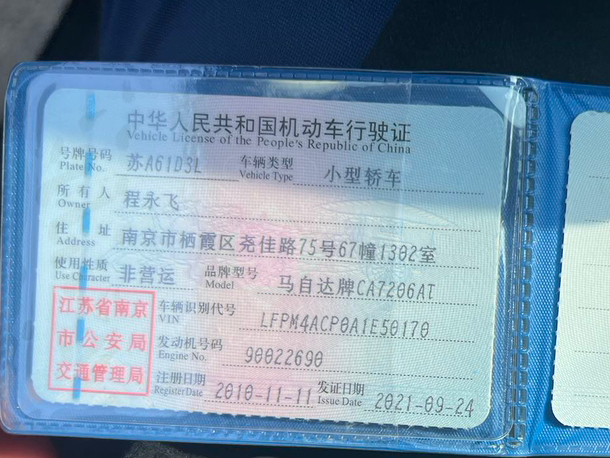 中华人民共和国机动车行驶证
Vehicle License of the People's Republic of China
号牌号码 苏A61D3L 车辆类型 小型轿车
Plate No. Vehicle Type
所有人 程永飞
Owner
住址 南京市栖霞区尧佳路75号67幢1302室
Address
使用性质 非营运 品牌型号 马自达牌CA7206AT
Use Character Model
江苏省南京
市公安局
交通管理局
车辆识别代号 LFPM4ACP0A1E50170
VIN
发动机号码 90022690
Engine No.
注册日期 2010-11-11 发证日期 2021-09-24
Register Date Issue Date